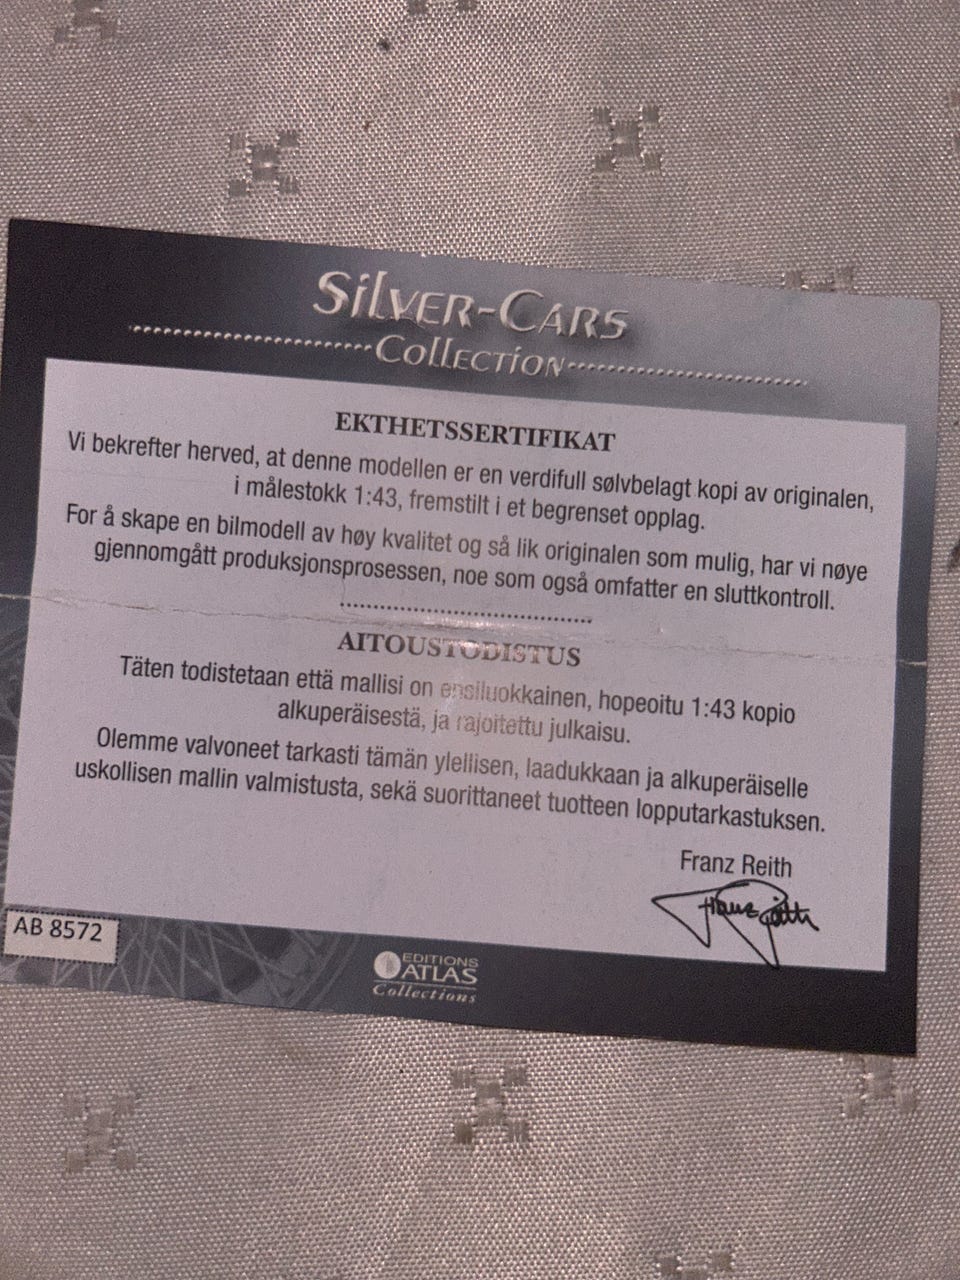 SILVER-CARS
COLLECTION
EKTHETSSERTIFIKAT
Vi bekrefter herved, at denne modellen er en verdifull sølvbelagt kopi av originalen,
i målestokk 1:43, fremstilt i et begrenset opplag.
For å skape en bilmodell av høy kvalitet og så lik originalen som mulig, har vi nøye
gjennomgått produksjonsprosessen, noe som også omfatter en sluttkontroll.
AITOUSTODISTUS
Täten todistetaan että mallisi on ensiluokkainen, hopeoitu 1:43 kopio
alkuperäisestä, ja rajoitettu julkaisu.
Olemme valvoneet tarkasti tämän ylellisen, laadukkaan ja alkuperäiselle
uskollisen mallin valmistusta, sekä suorittaneet tuotteen lopputarkastuksen.
Franz Reith
AB 8572
EDITIONS
ATLAS
Collections